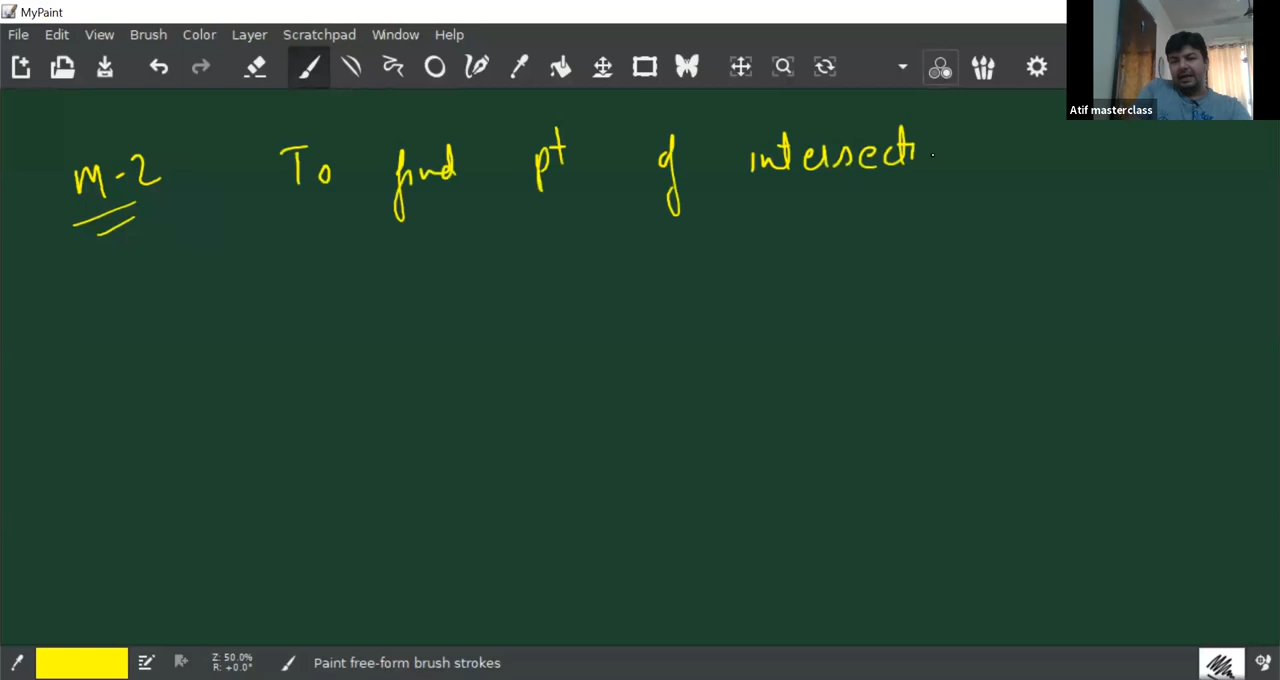 MyPaint
File Edit View Brush Color Layer Scratchpad Window Help
Atif masterclass
M-2 To find pt of intersecti
Z: 50.0%
R: +0.0°
Paint free-form brush strokes